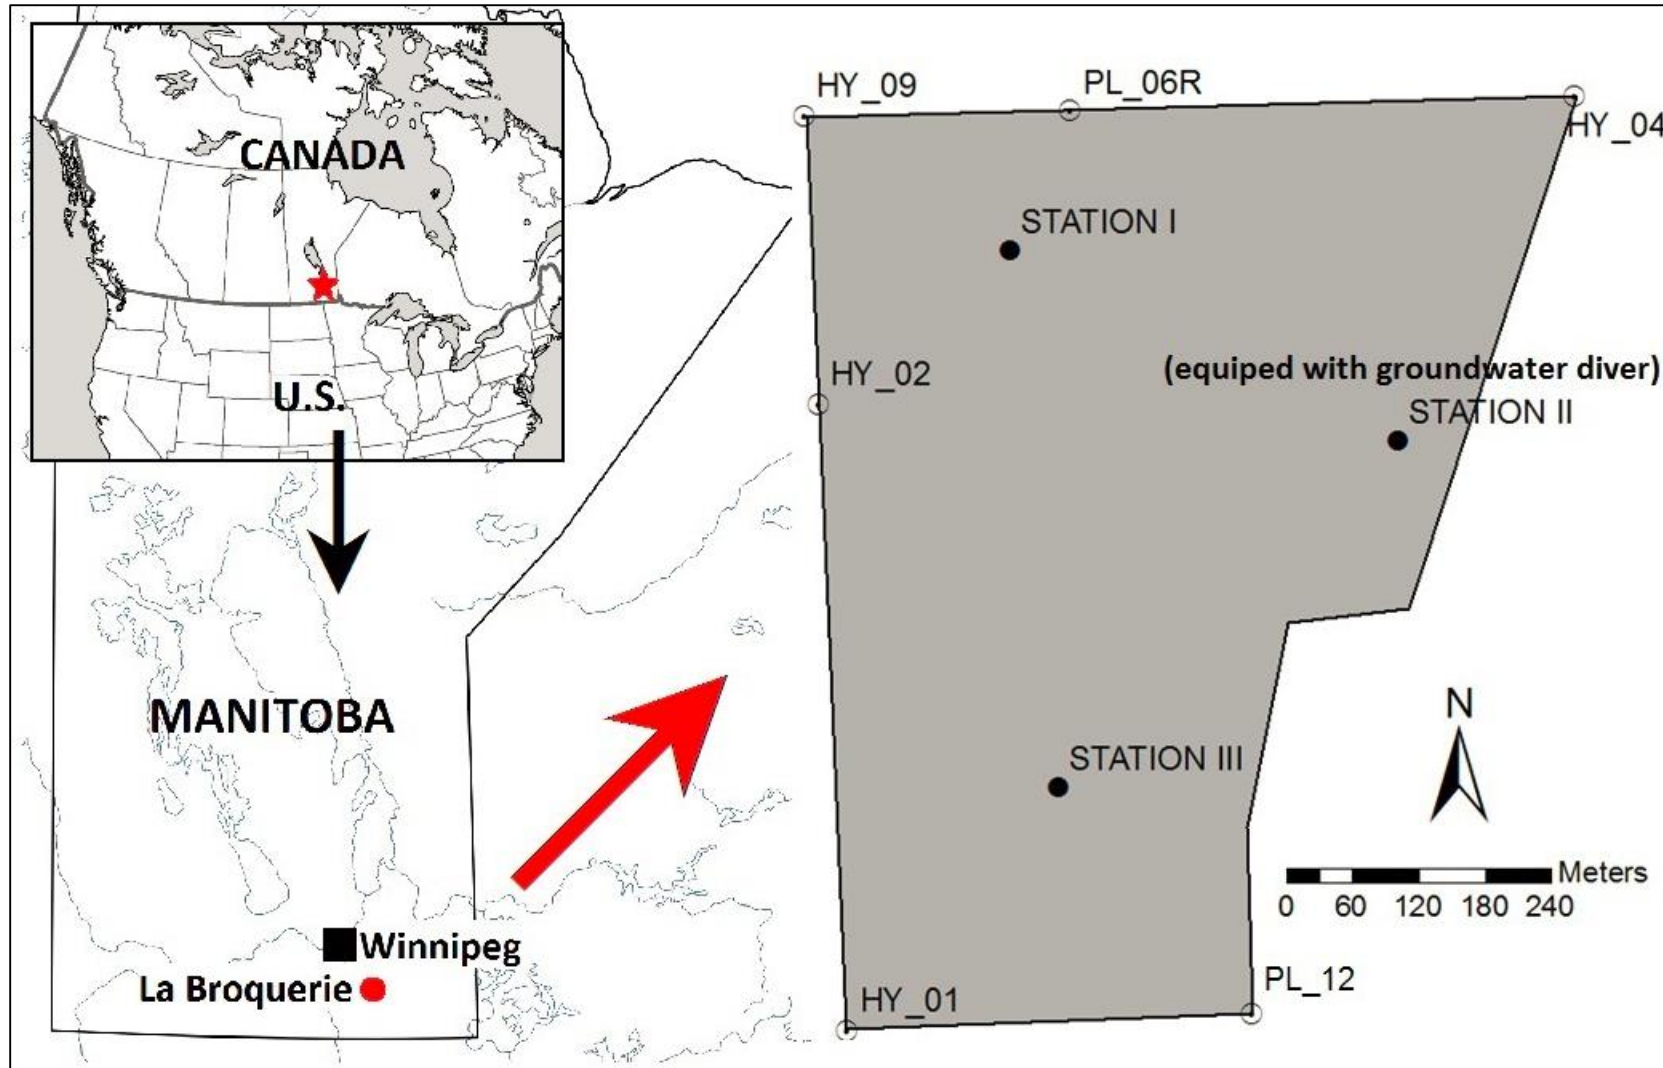 CANADA
U.S.
MANITOBA
Winnipeg
La Broquerie
HY_09
PL_06R
HY_04
STATION I
HY_02
(equiped with groundwater diver)
STATION II
STATION III
N
Meters
0 60 120 180 240
HY_01
PL_12